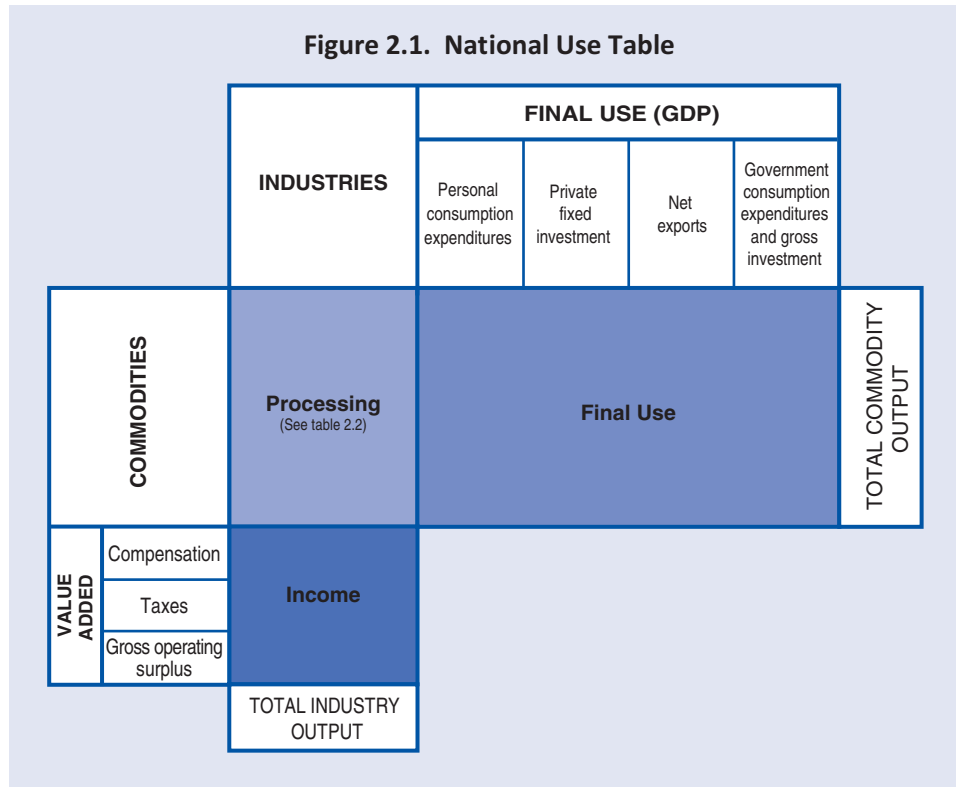 Figure 2.1. National Use Table
INDUSTRIES
FINAL USE (GDP)
Personal
consumption
expenditures
Private
fixed
investment
Net
exports
Government
consumption
expenditures
and gross
investment
COMMODITIES
Processing
(See table 2.2)
Final Use
TOTAL COMMODITY
OUTPUT
VALUE
ADDED
Compensation
Taxes
Gross operating
surplus
Income
TOTAL INDUSTRY
OUTPUT